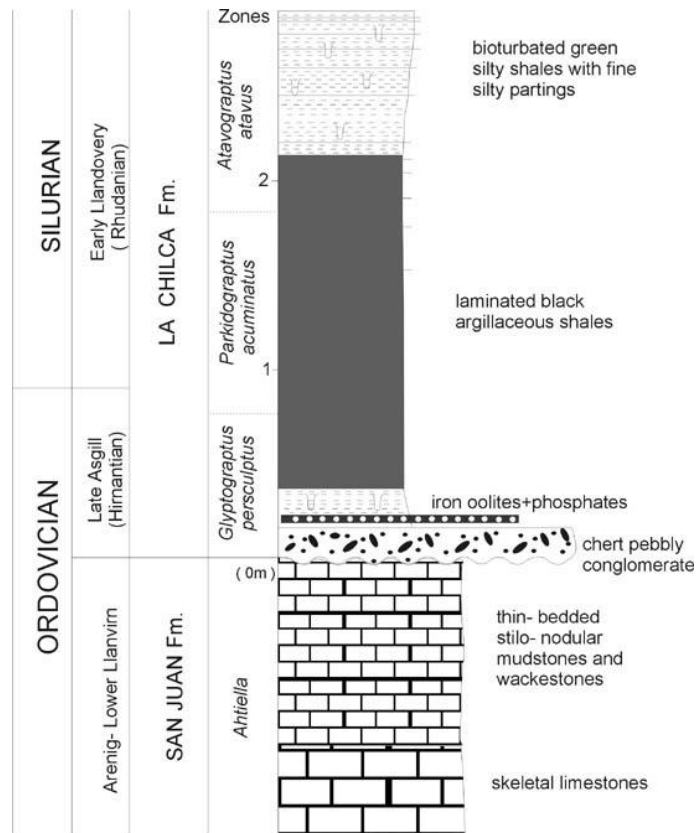 Zones
SILURIAN
Early Llandovery
( Rhudanian)
LA CHILCA Fm.
Atavograptus
atavus
bioturbated green
silty shales with fine
silty partings
2
Parkidograptus
acuminatus
laminated black
argillaceous shales
1
ORDOVICIAN
Late Asgill
(Hirnantian)
Glyptograptus
persculptus
iron oolites+phosphates
chert pebbly
conglomerate
( 0m)
Arenig- Lower Llanvirn
SAN JUAN Fm.
Ahtiella
thin- bedded
stilo- nodular
mudstones and
wackestones
skeletal limestones